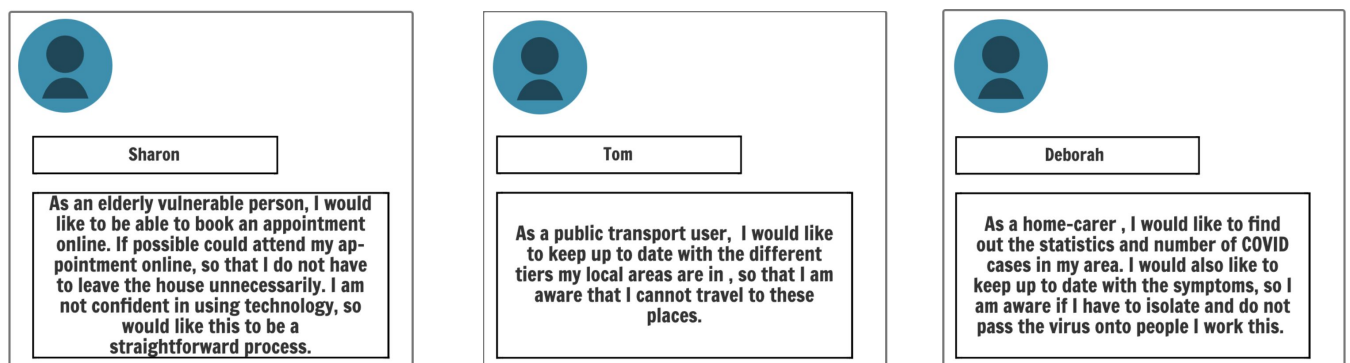 Sharon
As an elderly vulnerable person, I would
like to be able to book an appointment
online. If possible could attend my ap-
pointment online, so that I do not have
to leave the house unnecessarily. I am
not confident in using technology, so
would like this to be a
straightforward process.
Tom
As a public transport user, I would like
to keep up to date with the different
tiers my local areas are in , so that I am
aware that I cannot travel to these
places.
Deborah
As a home-carer , I would like to find
out the statistics and number of COVID
cases in my area. I would also like to
keep up to date with the symptoms, so I
am aware if I have to isolate and do not
pass the virus onto people I work this.